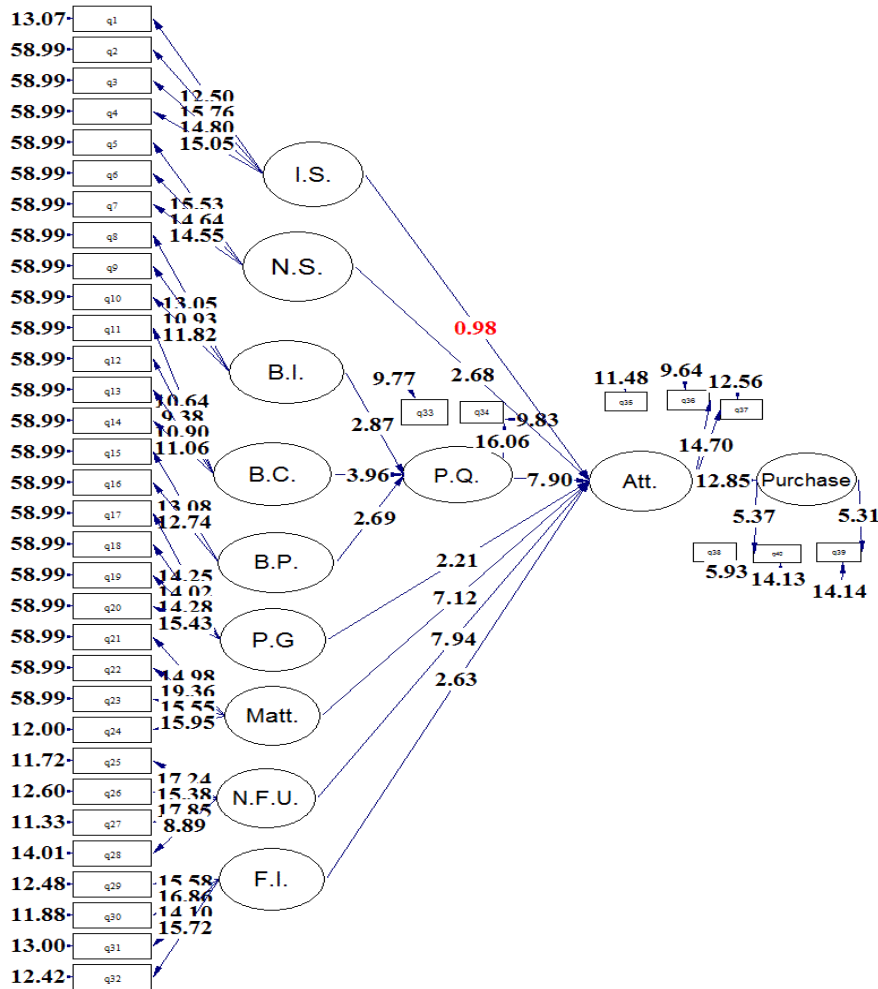 13.07 q1
58.99 q2
58.99 q3
58.99 q4
58.99 q5
58.99 q6
58.99 q7
58.99 q8
58.99 q9
58.99 q10
58.99 q11
58.99 q12
58.99 q13
58.99 q14
58.99 q15
58.99 q16
58.99 q17
58.99 q18
58.99 q19
58.99 q20
58.99 q21
58.99 q22
58.99 q23
12.00 q24
11.72 q25
12.60 q26
11.33 q27
14.01 q28
12.48 q29
11.88 q30
13.00 q31
12.42 q32
12.50
15.76
14.80
15.05
15.53
14.64
14.55
13.05
10.93
11.82
10.64
9.38
10.90
11.06
13.08
12.74
14.25
14.02
14.28
15.43
14.98
19.36
15.55
15.95
17.24
15.38
17.85
8.89
15.58
16.86
14.10
15.72
I.S.
N.S.
B.I.
B.C.
B.P.
P.G
Matt.
N.F.U.
F.I.
0.98
2.68
2.87
3.96
2.69
9.77 q33
q34 9.83
16.06
P.Q.
7.90
2.21
7.12
7.94
2.63
11.48 q35
9.64 q36
12.56 q37
14.70
Att.
12.85
Purchase
5.37
5.31
q38 5.93
q40 14.13
q39 14.14